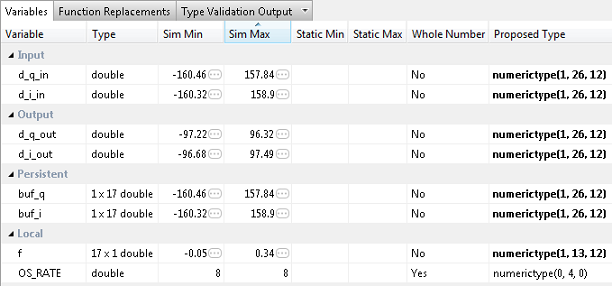 Variables Function Replacements Type Validation Output
Variable Type Sim Min Sim Max Static Min Static Max Whole Number Proposed Type
Input
d_q_in double -160.46 157.84 No numerictype(1, 26, 12)
d_i_in double -160.32 158.9 No numerictype(1, 26, 12)
Output
d_q_out double -97.22 96.32 No numerictype(1, 26, 12)
d_i_out double -96.68 97.49 No numerictype(1, 26, 12)
Persistent
buf_q 1 x 17 double -160.46 157.84 No numerictype(1, 26, 12)
buf_i 1 x 17 double -160.32 158.9 No numerictype(1, 26, 12)
Local
f 17 x 1 double -0.05 0.34 No numerictype(1, 13, 12)
OS_RATE double 8 8 Yes numerictype(0, 4, 0)